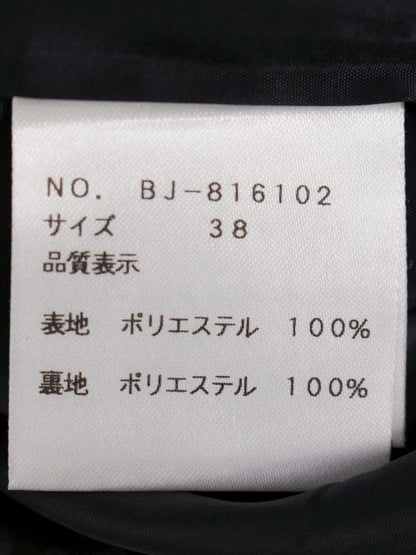 NO. BJ-816102
サイズ 38
品質表示
表地 ポリエステル 100%
裏地 ポリエステル 100%